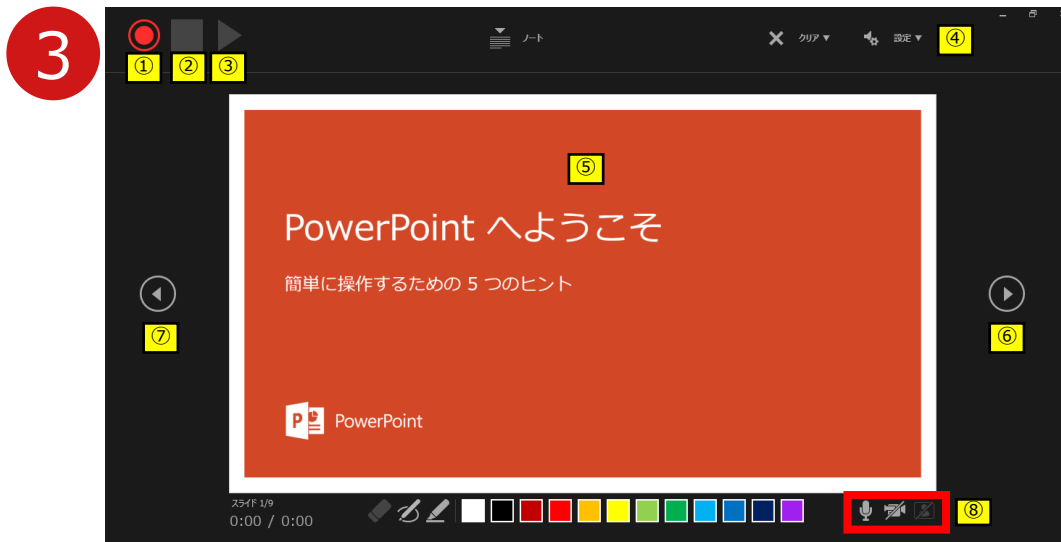 3
ノート
クリア ▼
設定 ▼
④
① ② ③
⑤
PowerPoint へようこそ
簡単に操作するための 5 つのヒント
⑦
⑥
P PowerPoint
スライド 1/9
0:00 / 0:00
⑧